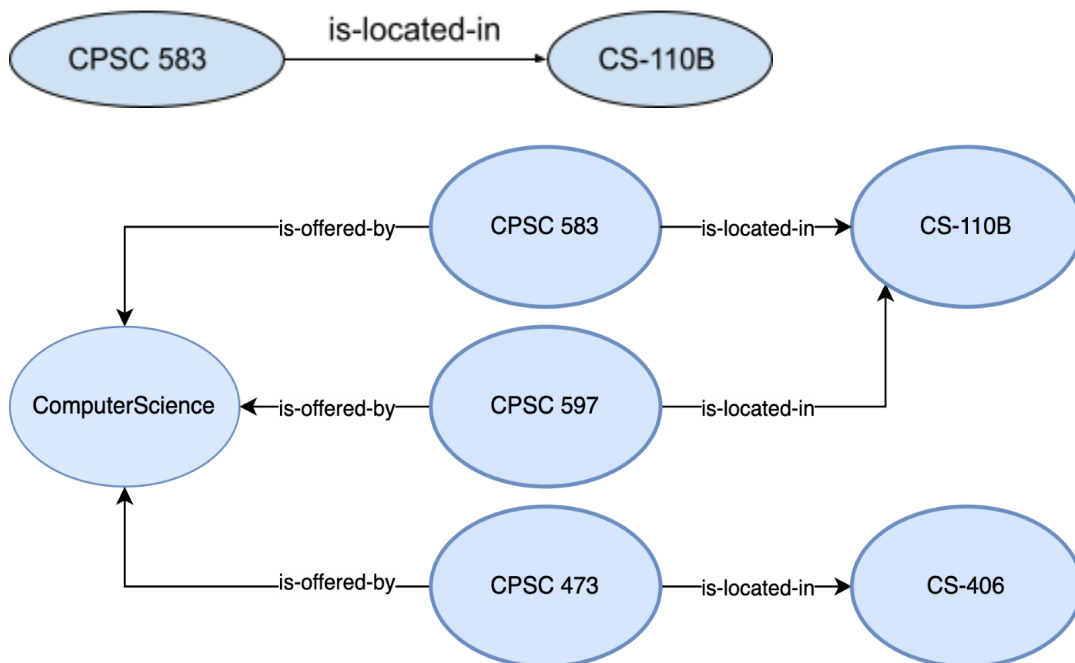 is-located-in
CPSC 583 CS-110B
is-offered-by CPSC 583 is-located-in CS-110B
ComputerScience is-offered-by CPSC 597 is-located-in
is-offered-by CPSC 473 is-located-in CS-406